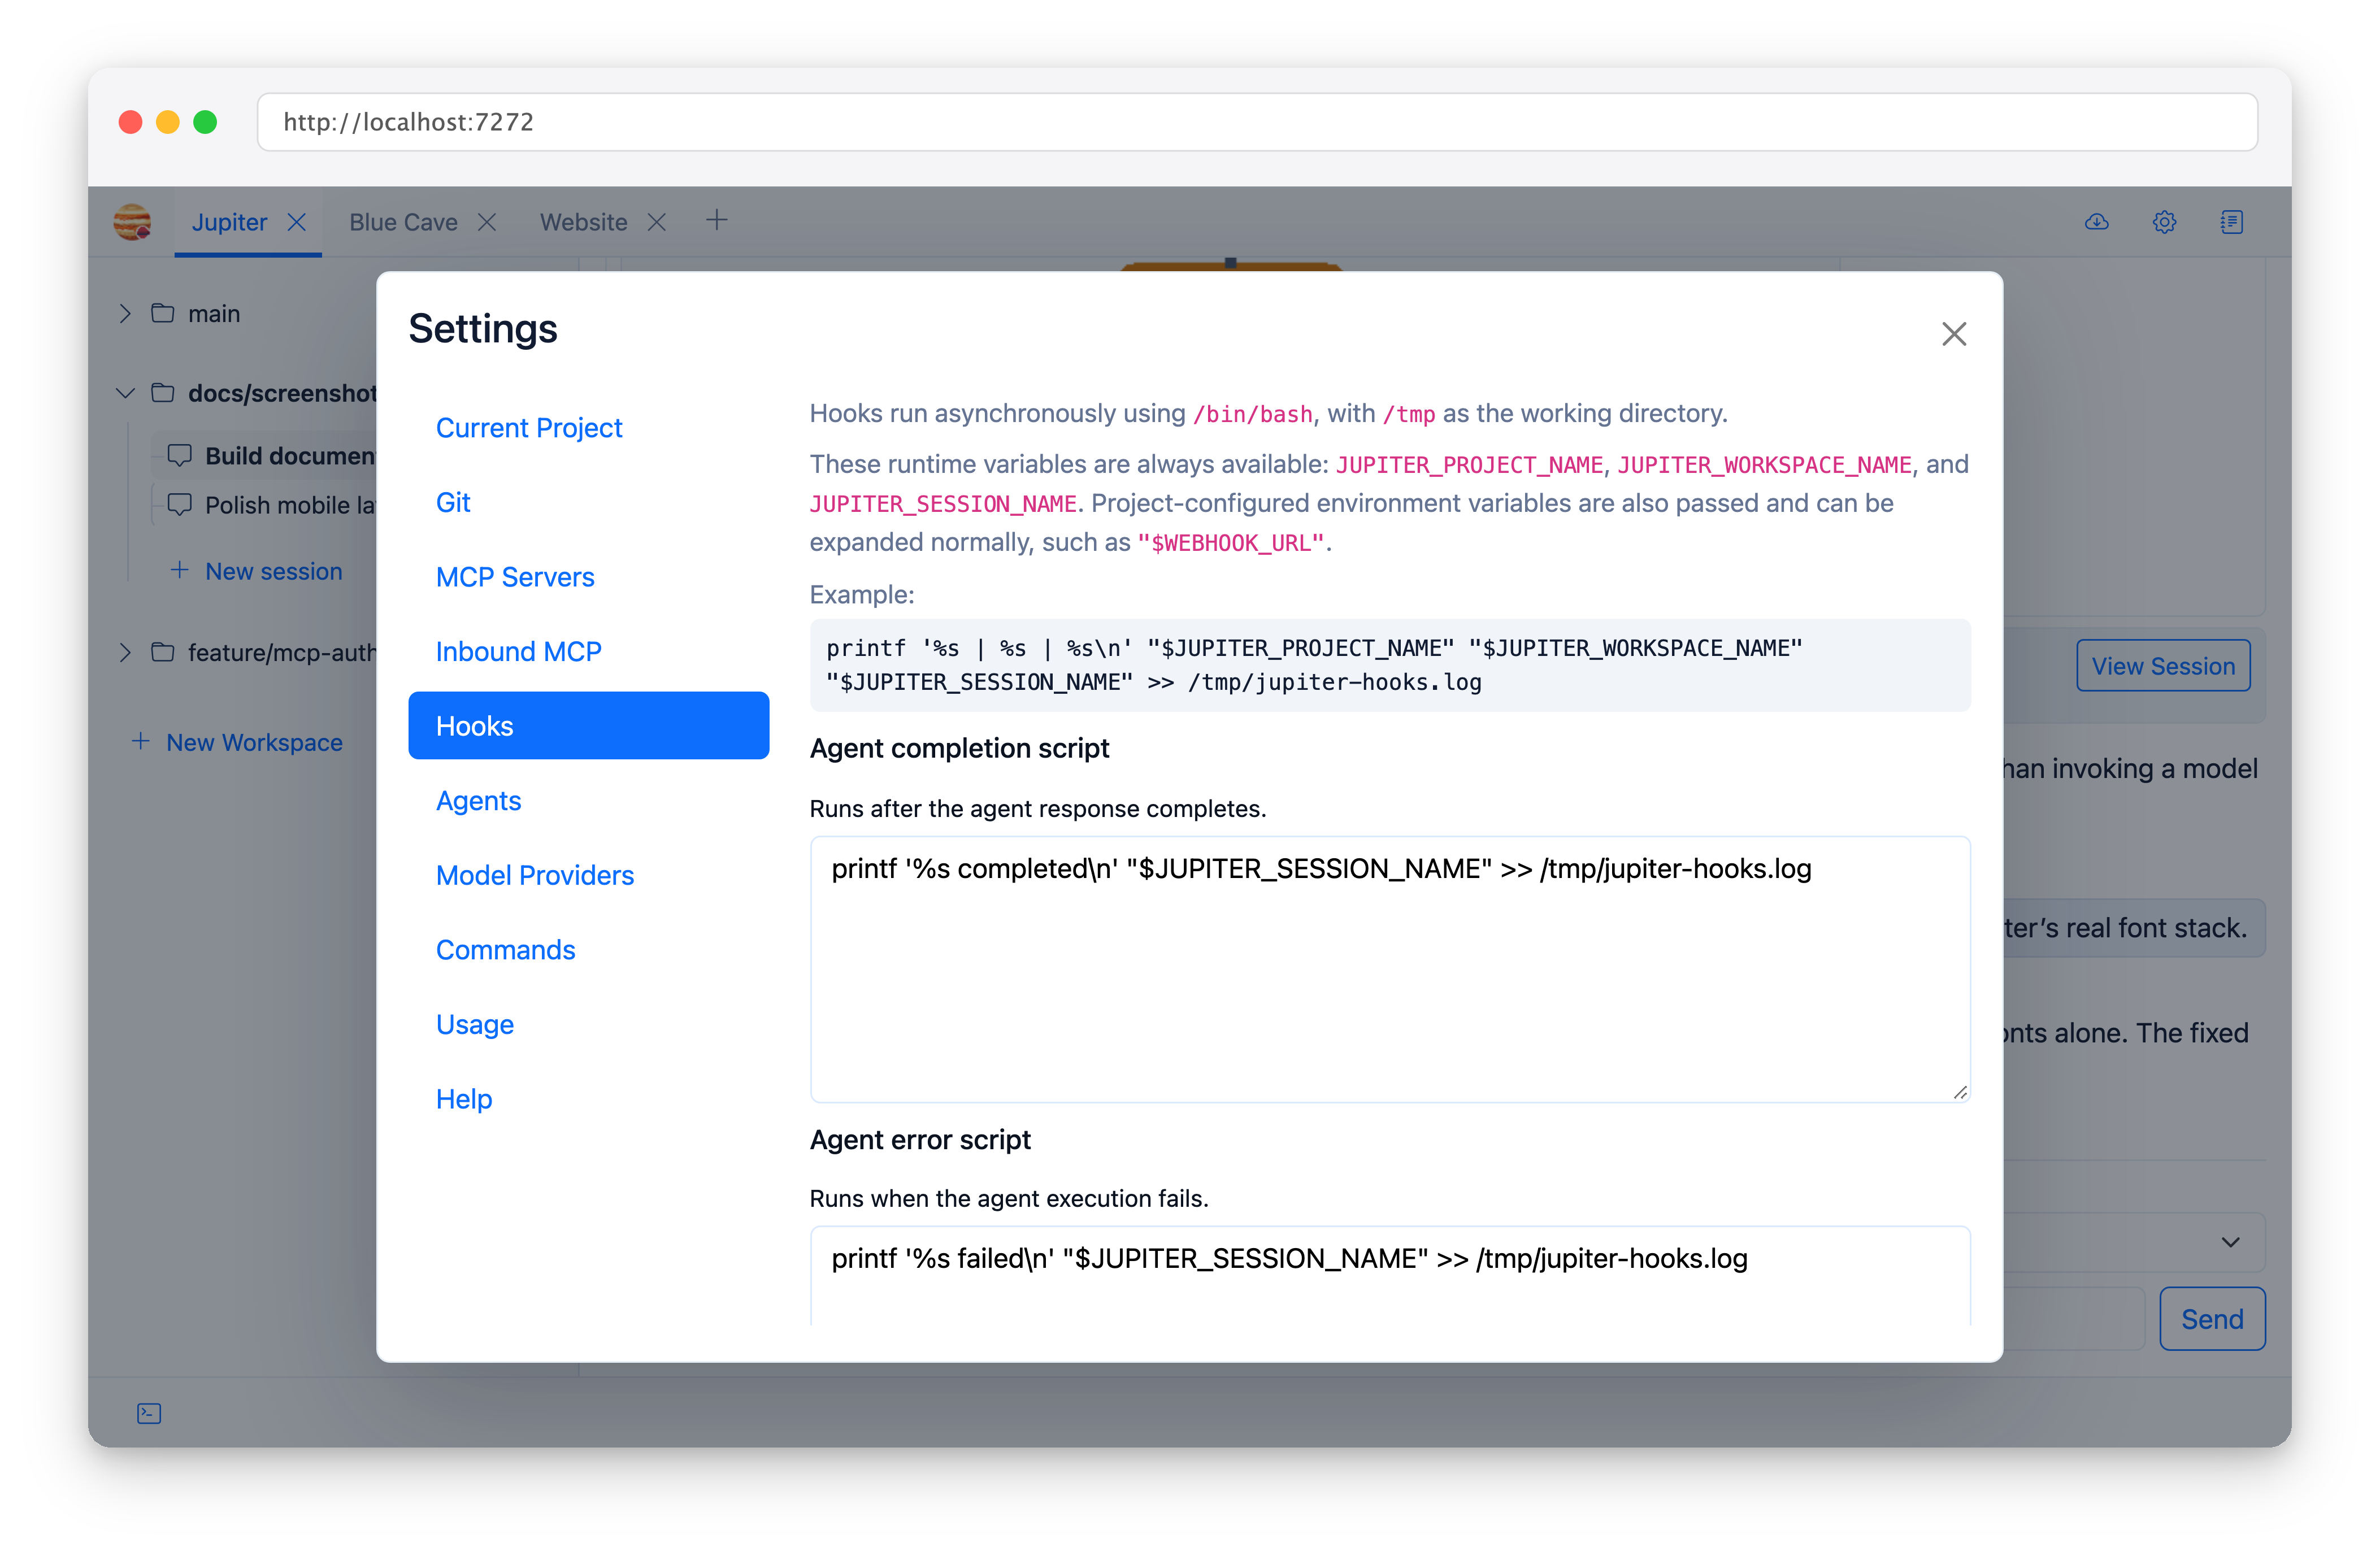 http://localhost:7272
Jupiter
Blue Cave
Website
main
docs/screenshot
Build documen
Polish mobile la
New session
feature/mcp-auth
New Workspace
Settings
Current Project
Git
MCP Servers
Inbound MCP
Hooks
Agents
Model Providers
Commands
Usage
Help
Hooks run asynchronously using /bin/bash, with /tmp as the working directory.
These runtime variables are always available: JUPITER_PROJECT_NAME, JUPITER_WORKSPACE_NAME, and
JUPITER_SESSION_NAME. Project-configured environment variables are also passed and can be
expanded normally, such as "$WEBHOOK_URL".
Example:
printf '%s | %s | %s\n' "$JUPITER_PROJECT_NAME" "$JUPITER_WORKSPACE_NAME"
"$JUPITER_SESSION_NAME" >> /tmp/jupiter-hooks.log
Agent completion script
Runs after the agent response completes.
printf '%s completed\n' "$JUPITER_SESSION_NAME" >> /tmp/jupiter-hooks.log
Agent error script
Runs when the agent execution fails.
printf '%s failed\n' "$JUPITER_SESSION_NAME" >> /tmp/jupiter-hooks.log
View Session
han invoking a model
ter’s real font stack.
onts alone. The fixed
Send